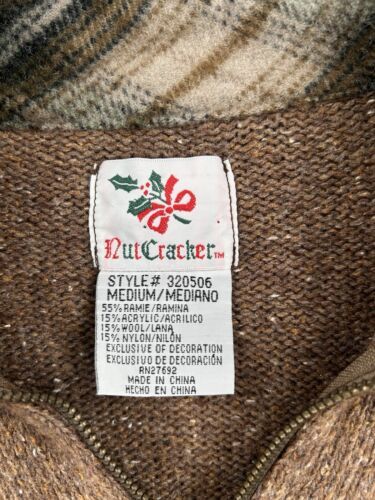 NutCracker™
STYLE# 320506
MEDIUM/MEDIANO
55% RAMIE/RAMINA
15% ACRYLIC/ACRILICO
15% WOOL/LANA
15% NYLON/NILÓN
EXCLUSIVE OF DECORATION
EXCLUSIVO DE DECORACIÓN
RN27692
MADE IN CHINA
HECHO EN CHINA